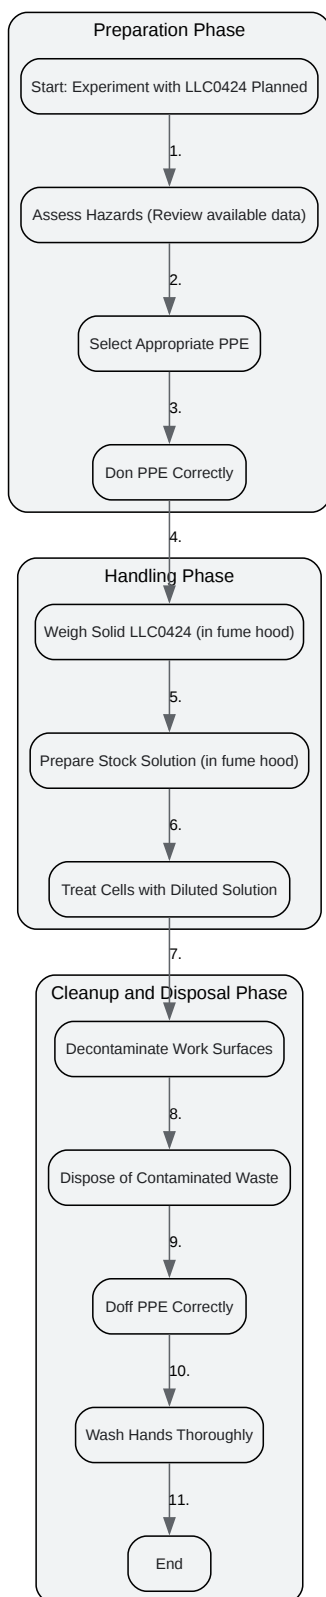 Preparation Phase
Start: Experiment with LLC0424 Planned
1.
Assess Hazards (Review available data)
2.
Select Appropriate PPE
3.
Don PPE Correctly
4.
Handling Phase
Weigh Solid LLC0424 (in fume hood)
5.
Prepare Stock Solution (in fume hood)
6.
Treat Cells with Diluted Solution
7.
Cleanup and Disposal Phase
Decontaminate Work Surfaces
8.
Dispose of Contaminated Waste
9.
Doff PPE Correctly
10.
Wash Hands Thoroughly
11.
End